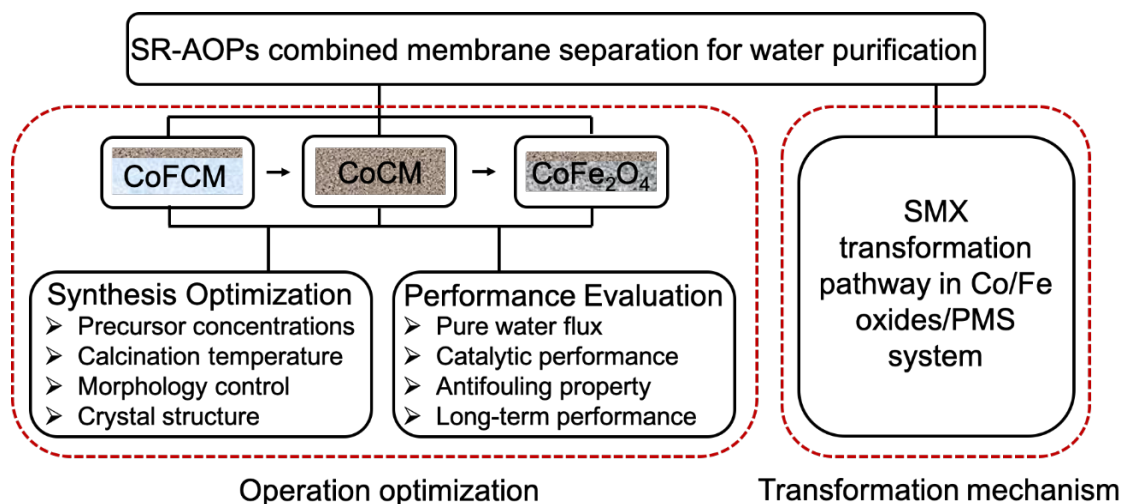 SR-AOPs combined membrane separation for water purification
CoFCM
CoCM
CoFe₂O₄
Synthesis Optimization
➢ Precursor concentrations
➢ Calcination temperature
➢ Morphology control
➢ Crystal structure
Performance Evaluation
➢ Pure water flux
➢ Catalytic performance
➢ Antifouling property
➢ Long-term performance
Operation optimization
SMX
transformation
pathway in Co/Fe
oxides/PMS
system
Transformation mechanism